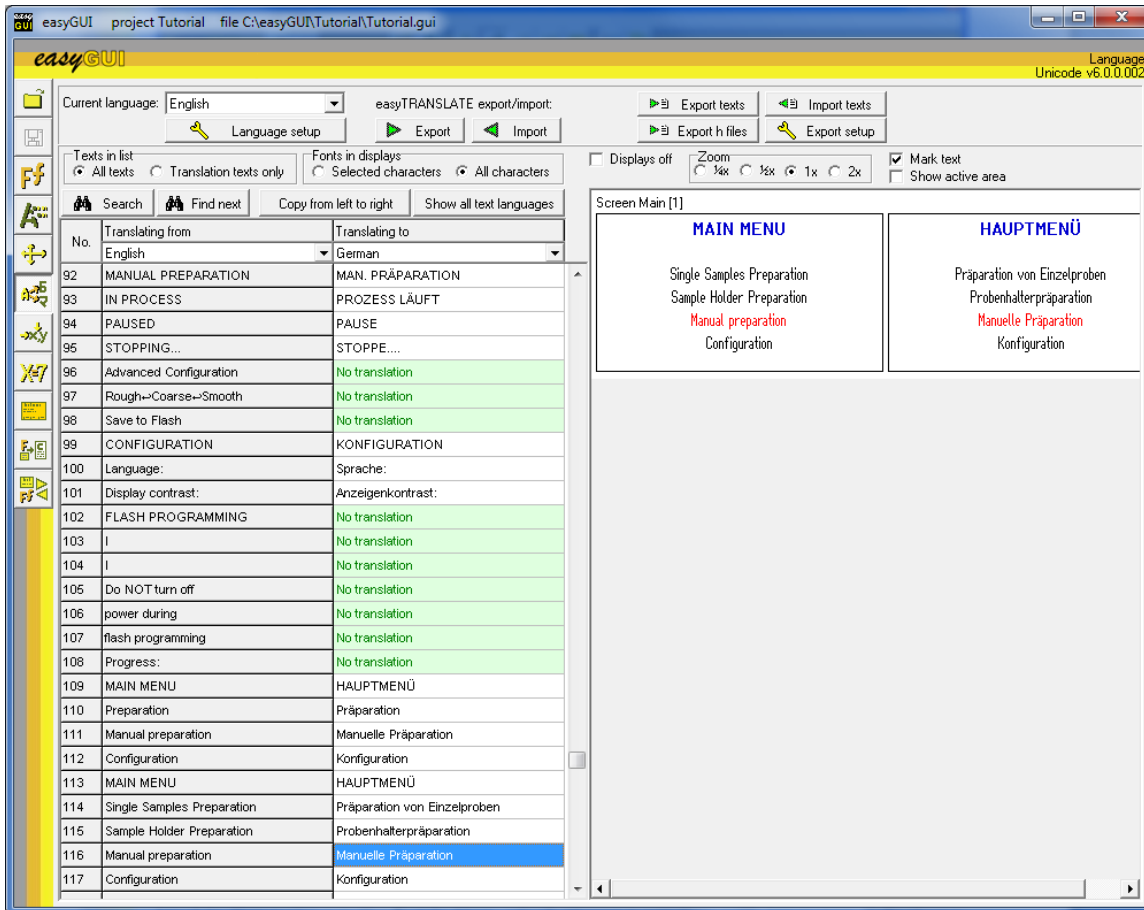 easyGUI project Tutorial file C:\easyGUI\Tutorial\Tutorial.gui
easyGUI
Language
Unicode v6.0.0.002
Current language: English easyTRANSLATE export/import: Export texts Import texts
Language setup Export Import Export h files Export setup
Texts in list
All texts Translation texts only
Fonts in displays
Selected characters All characters
Displays off
Zoom
¼x ½x 1x 2x
Mark text
Show active area
Search Find next Copy from left to right Show all text languages
No. Translating from Translating to
English German
92 MANUAL PREPARATION MAN. PRÄPARATION
93 IN PROCESS PROZESS LÄUFT
94 PAUSED PAUSE
95 STOPPING... STOPPE....
96 Advanced Configuration No translation
97 Rough↩Coarse↩Smooth No translation
98 Save to Flash No translation
99 CONFIGURATION KONFIGURATION
100 Language: Sprache:
101 Display contrast: Anzeigenkontrast:
102 FLASH PROGRAMMING No translation
103 I No translation
104 I No translation
105 Do NOT turn off No translation
106 power during No translation
107 flash programming No translation
108 Progress: No translation
109 MAIN MENU HAUPTMENÜ
110 Preparation Präparation
111 Manual preparation Manuelle Präparation
112 Configuration Konfiguration
113 MAIN MENU HAUPTMENÜ
114 Single Samples Preparation Präparation von Einzelproben
115 Sample Holder Preparation Probenhalterpräparation
116 Manual preparation Manuelle Präparation
117 Configuration Konfiguration
Screen Main [1]
MAIN MENU
Single Samples Preparation
Sample Holder Preparation
Manual preparation
Configuration
HAUPTMENÜ
Präparation von Einzelproben
Probenhalterpräparation
Manuelle Präparation
Konfiguration